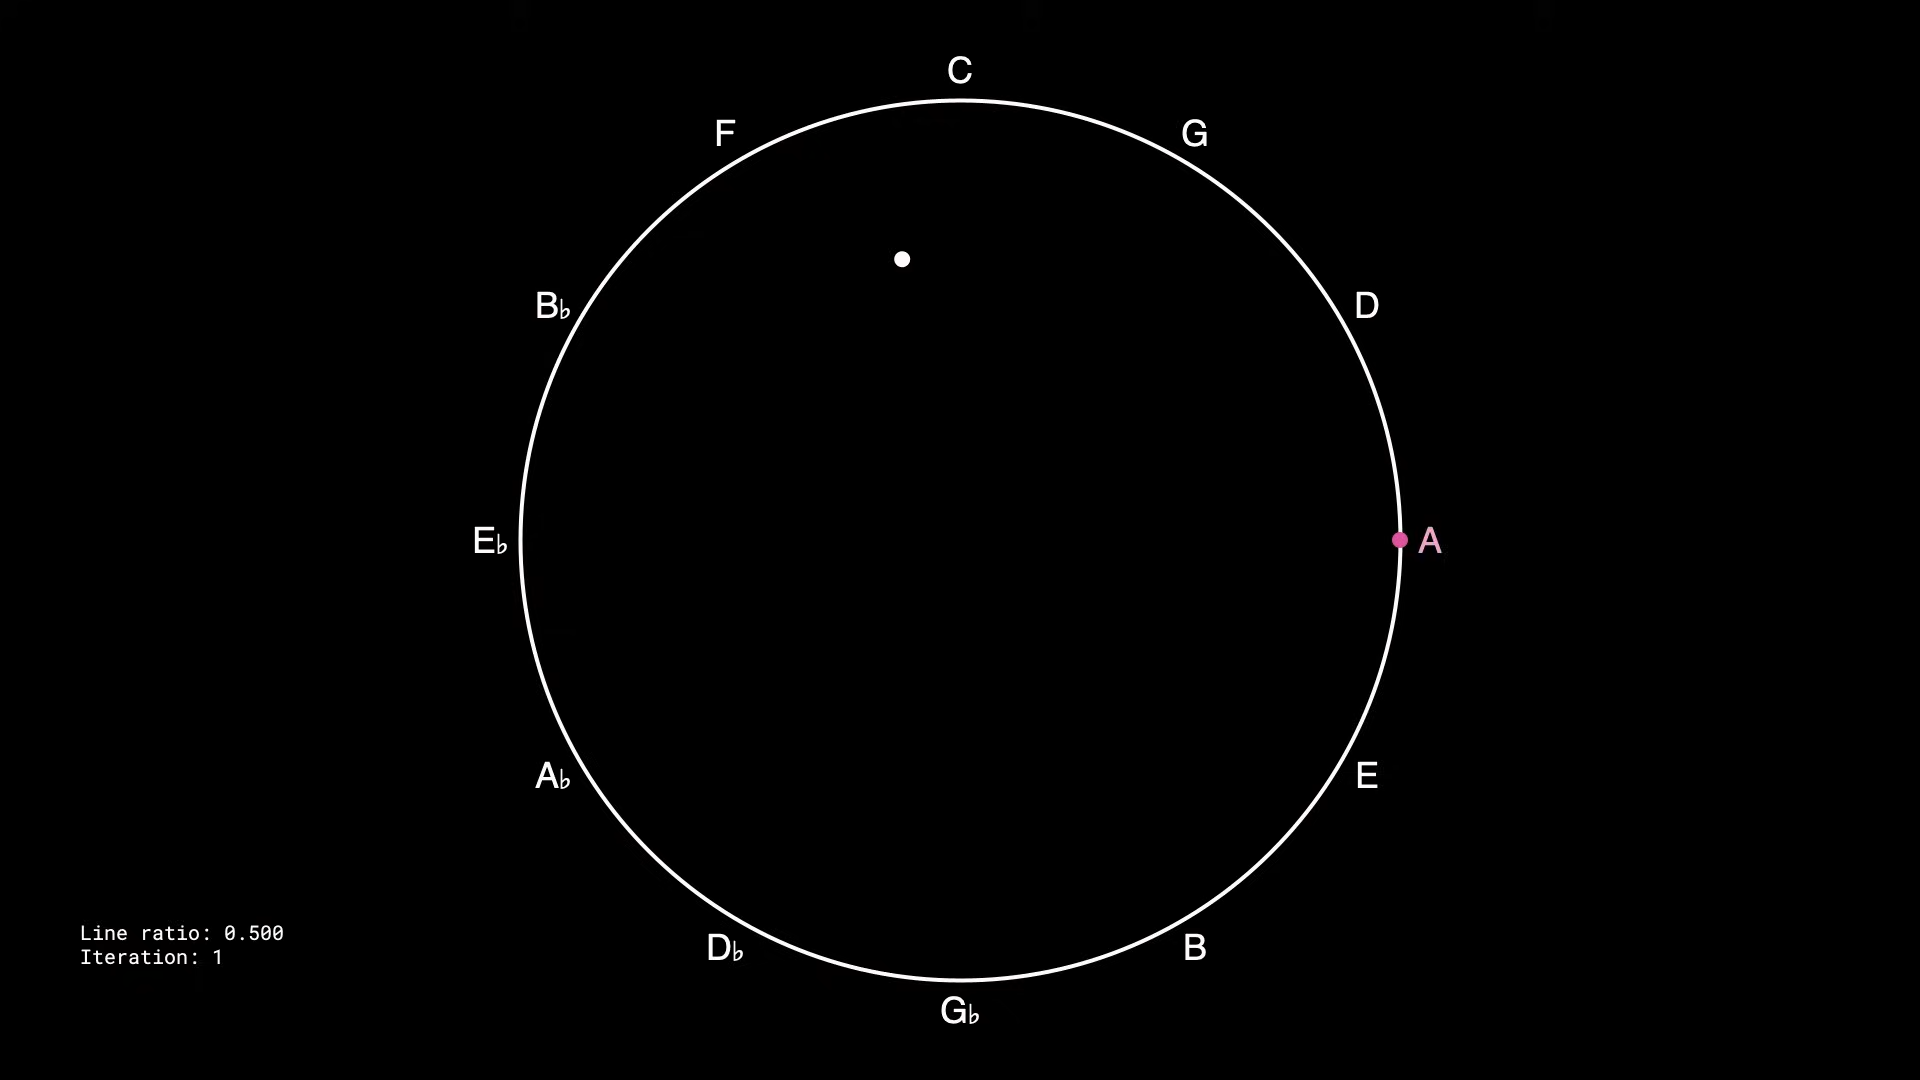 C
F
G
B♭
D
E♭
A
A♭
E
D♭
B
G♭
Line ratio: 0.500
Iteration: 1